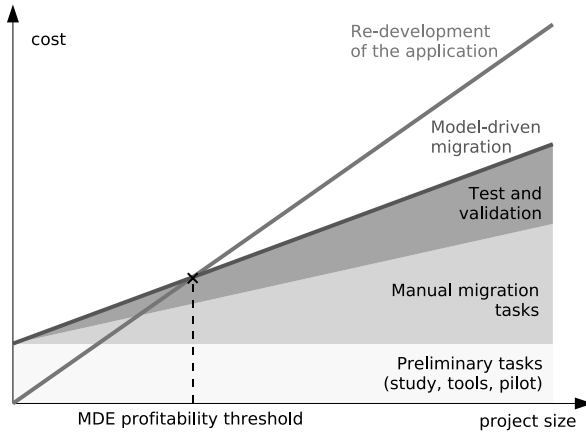 cost
Re-development
of the application
Model-driven
migration
Test and
validation
Manual migration
tasks
Preliminary tasks
(study, tools, pilot)
MDE profitability threshold
project size